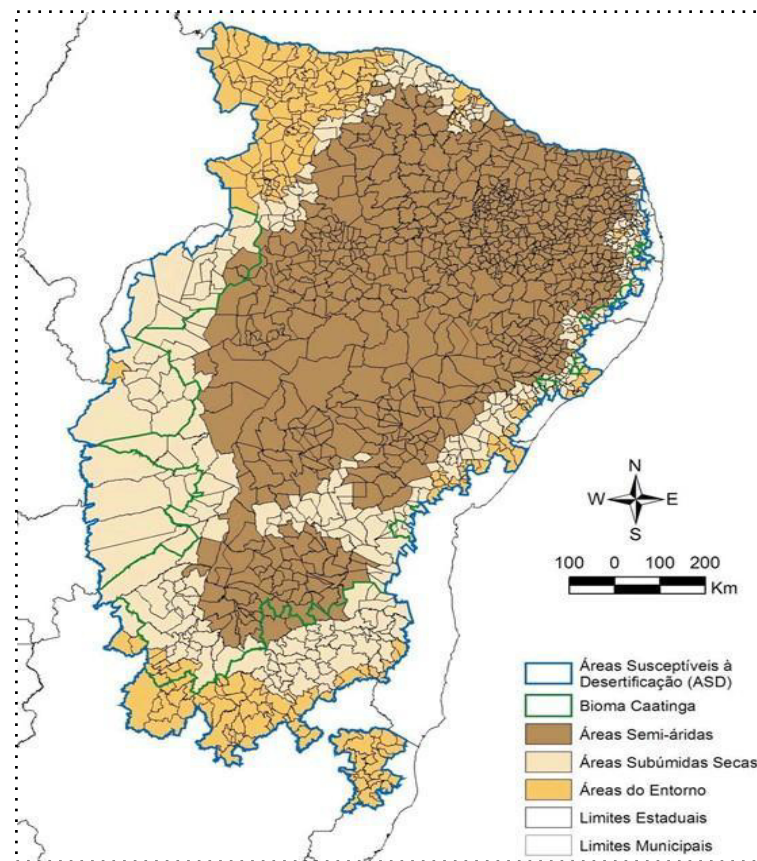 N
W E
S
100 0 100 200
Km
Áreas Susceptíveis à
Desertificação (ASD)
Bioma Caatinga
Áreas Semi-áridas
Áreas Subúmidas Secas
Áreas do Entorno
Limites Estaduais
Limites Municipais